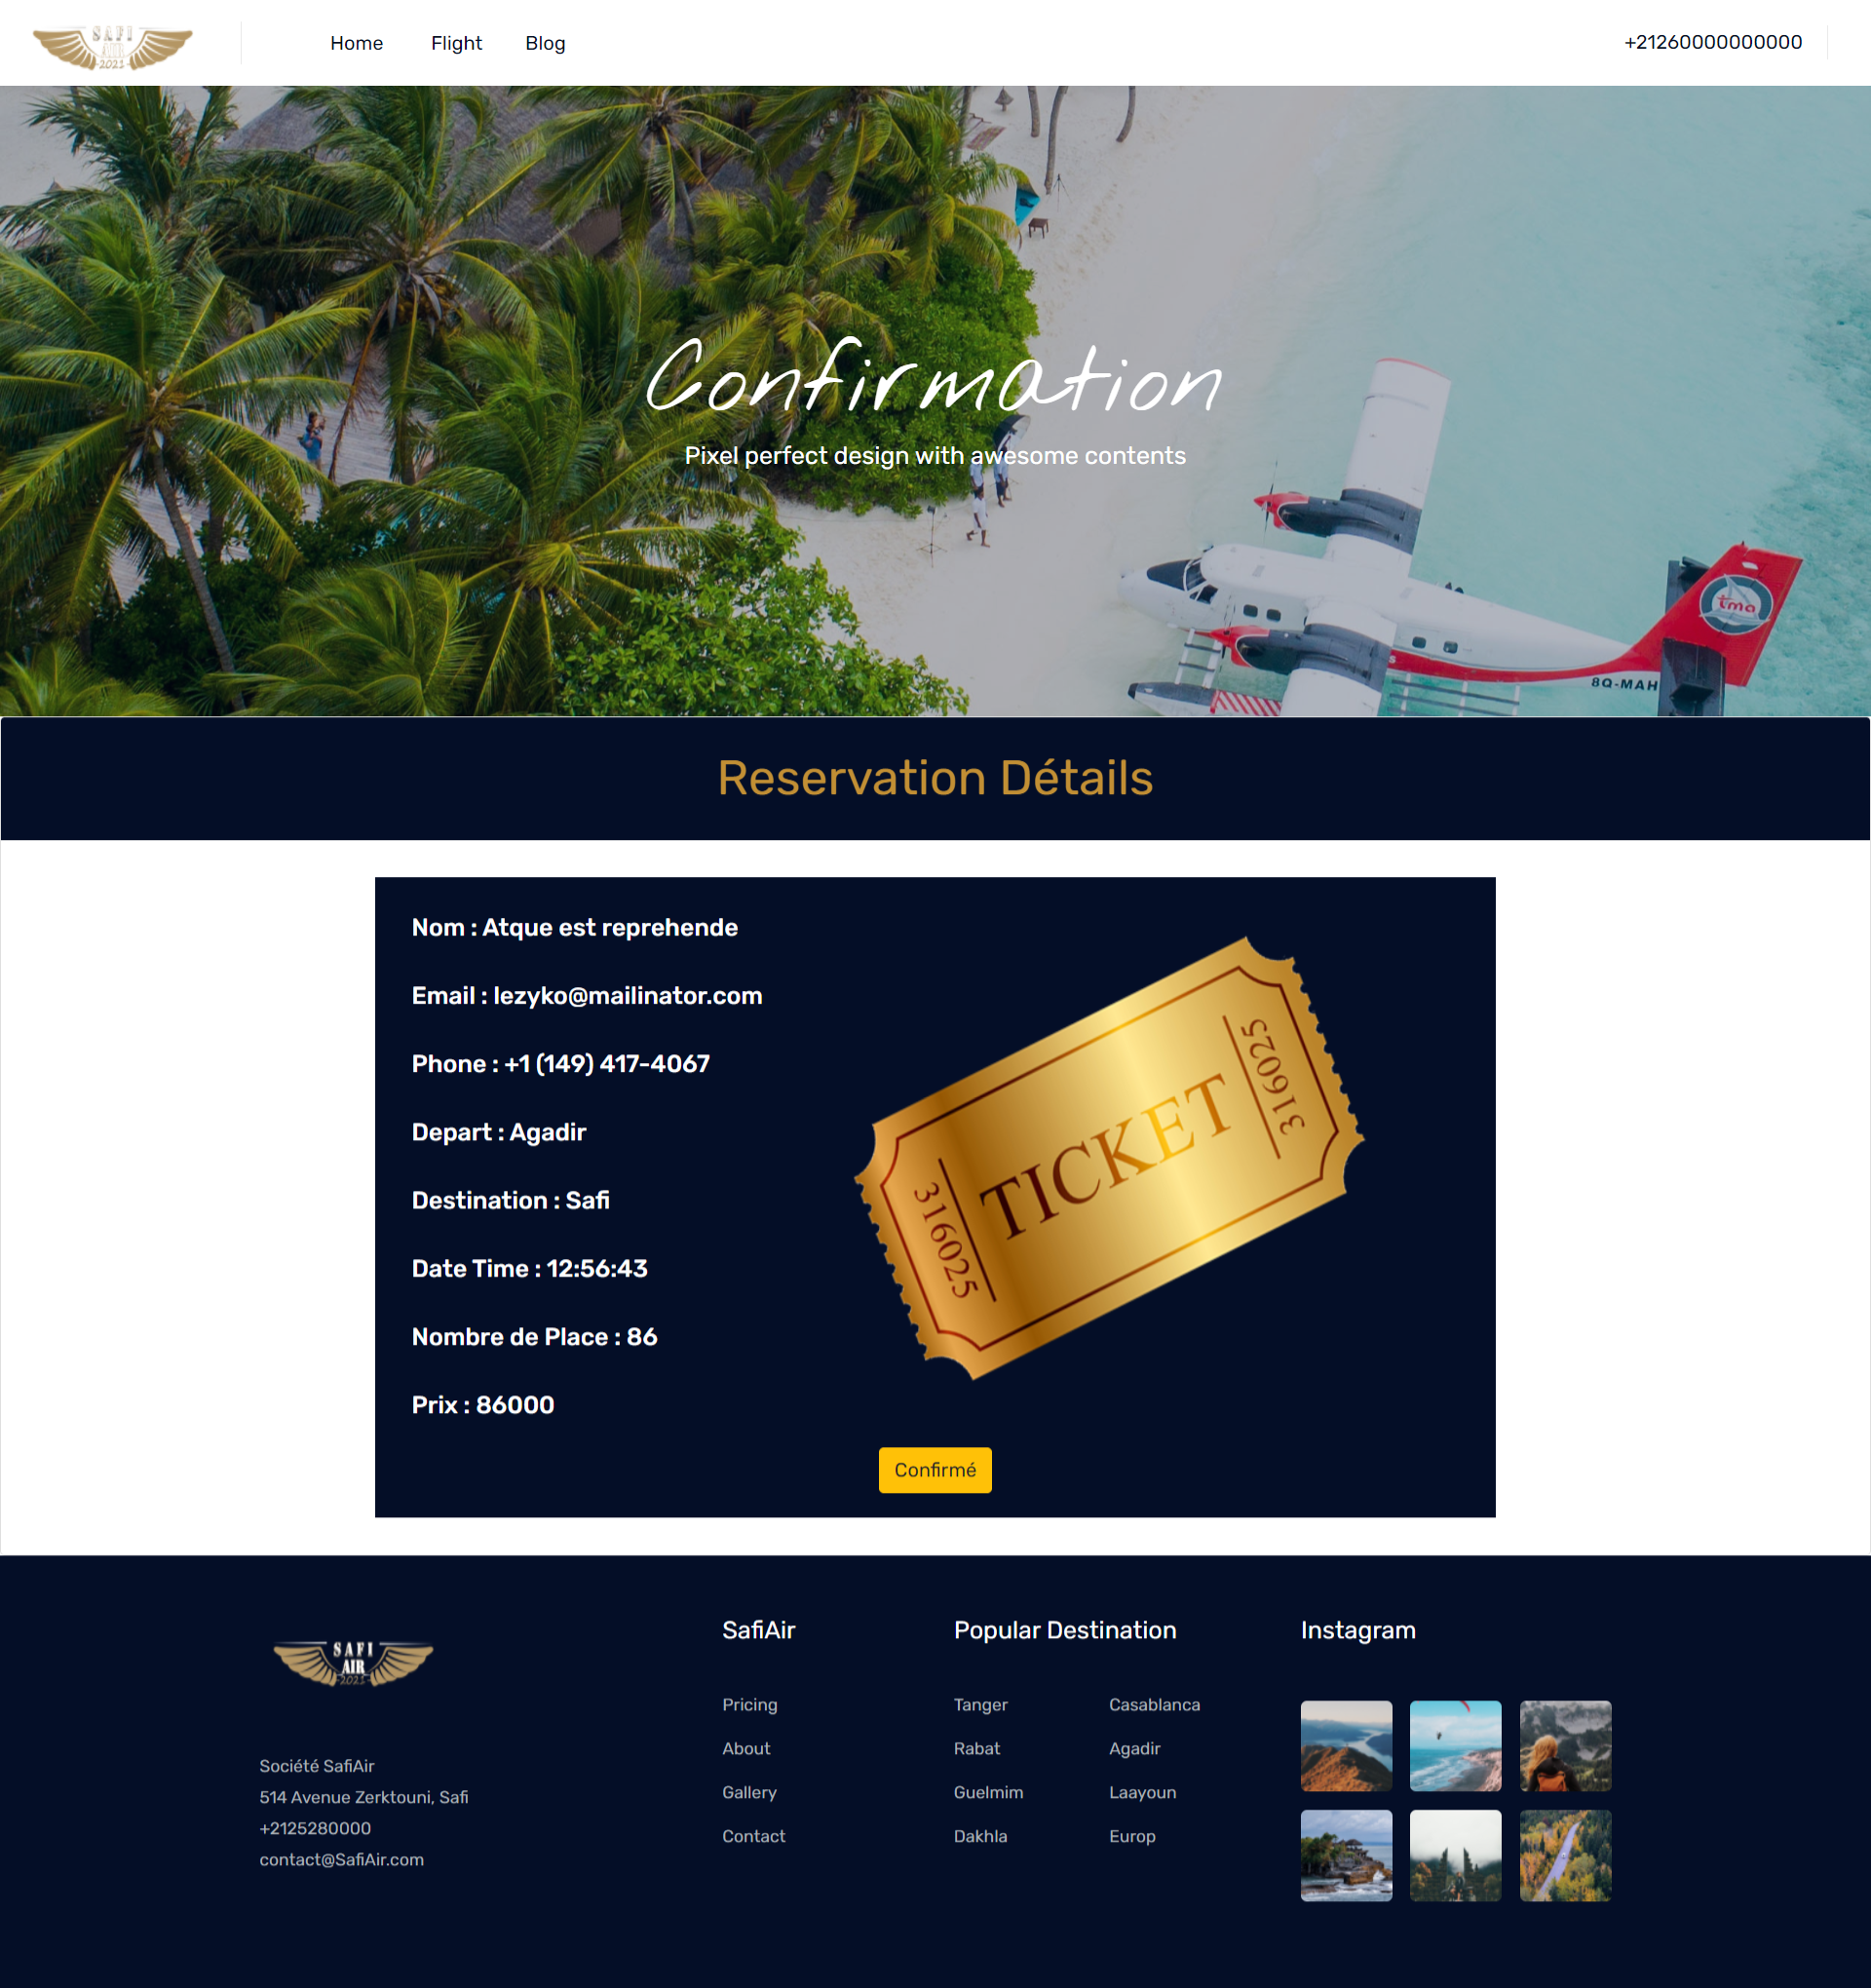 SAFI
AIR
-2021-
Home Flight Blog
+21260000000000
Confirmation
Pixel perfect design with awesome contents
tma
8Q-MAH
Reservation Détails
Nom : Atque est reprehende
Email : lezyko@mailinator.com
Phone : +1 (149) 417-4067
Depart : Agadir
Destination : Safi
Date Time : 12:56:43
Nombre de Place : 86
Prix : 86000
316025
TICKET
316025
Confirmé
SAFI
AIR
-2021-
Société SafiAir
514 Avenue Zerktouni, Safi
+2125280000
contact@SafiAir.com
SafiAir
Pricing
About
Gallery
Contact
Popular Destination
Tanger Casablanca
Rabat Agadir
Guelmim Laayoun
Dakhla Europ
Instagram